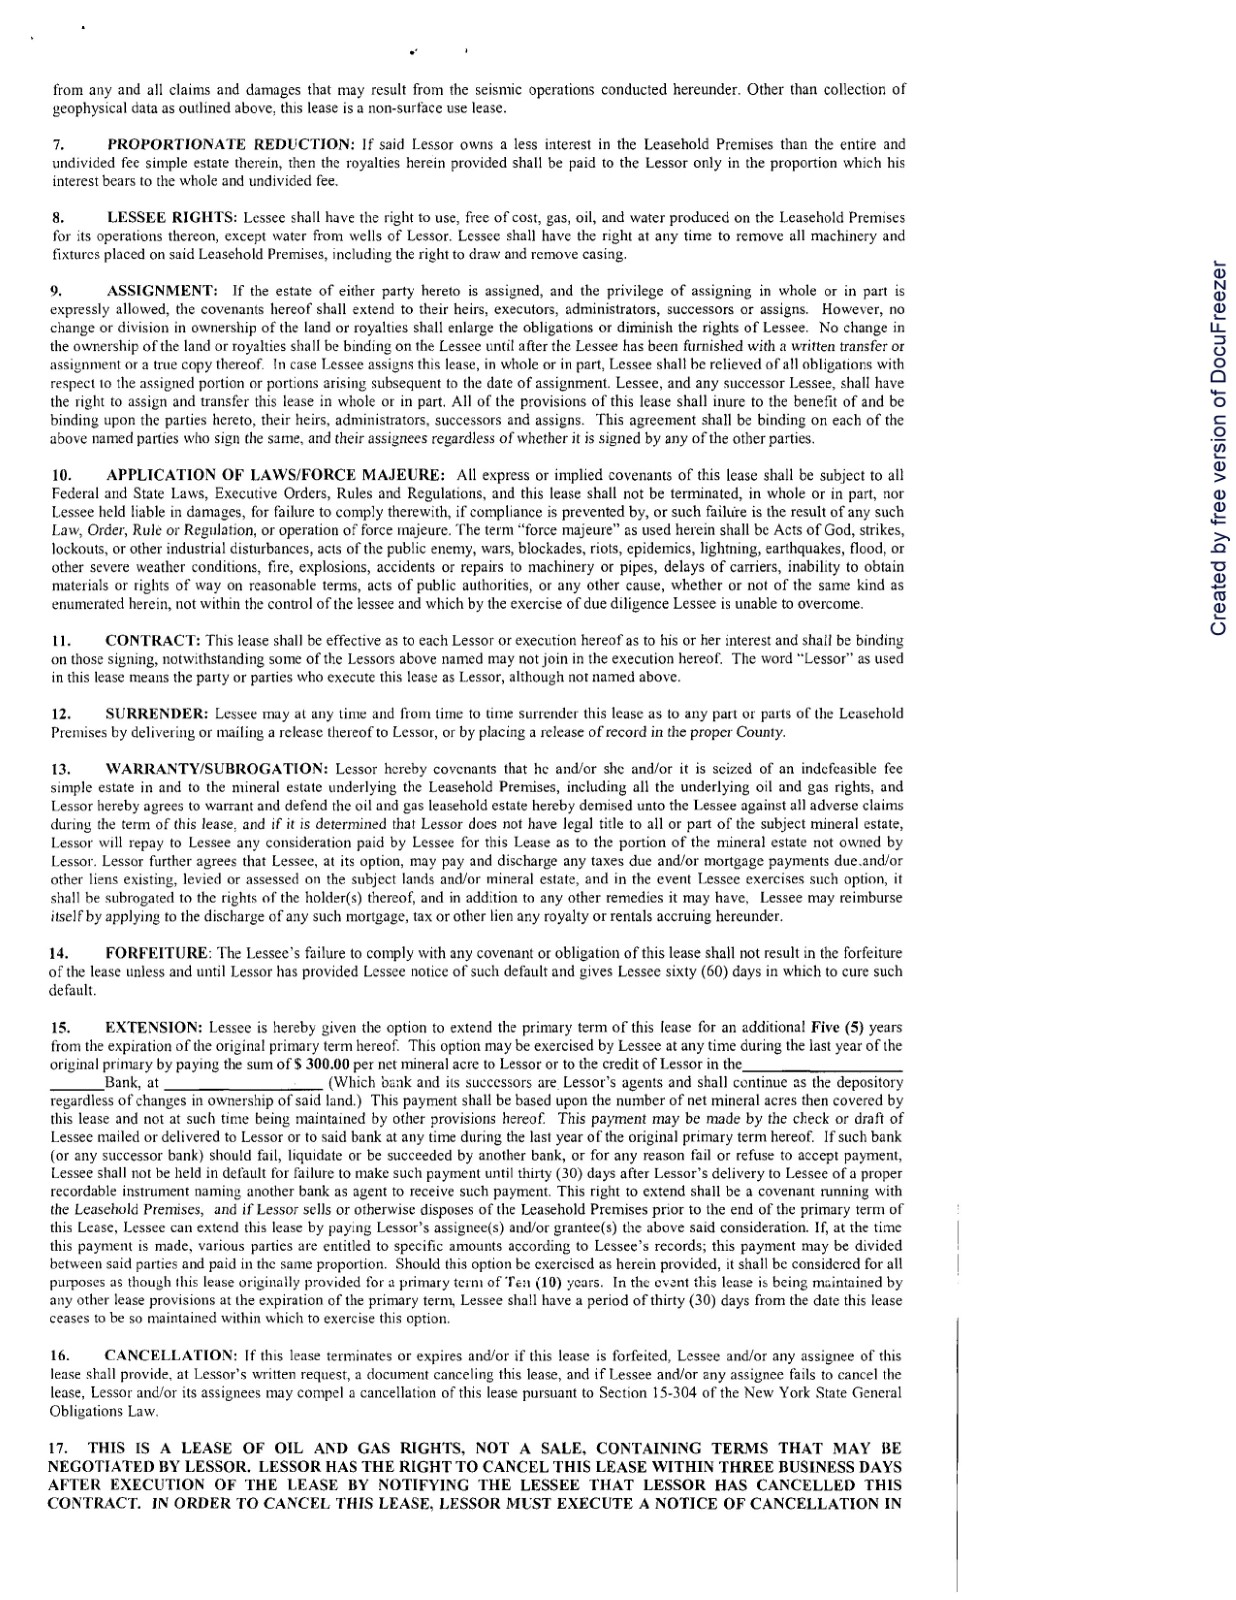 from any and all claims and damages that may result from the seismic operations conducted hereunder. Other than collection of
geophysical data as outlined above, this lease is a non-surface use lease.
7. PROPORTIONATE REDUCTION: If said Lessor owns a less interest in the Leasehold Premises than the entire and
undivided fee simple estate therein, then the royalties herein provided shall be paid to the Lessor only in the proportion which his
interest bears to the whole and undivided fee.
8. LESSEE RIGHTS: Lessee shall have the right to use, free of cost, gas, oil, and water produced on the Leasehold Premises
for its operations thereon, except water from wells of Lessor. Lessee shall have the right at any time to remove all machinery and
fixtures placed on said Leasehold Premises, including the right to draw and remove casing.
9. ASSIGNMENT: If the estate of either party hereto is assigned, and the privilege of assigning in whole or in part is
expressly allowed, the covenants hereof shall extend to their heirs, executors, administrators, successors or assigns. However, no
change or division in ownership of the land or royalties shall enlarge the obligations or diminish the rights of Lessee. No change in
the ownership of the land or royalties shall be binding on the Lessee until after the Lessee has been furnished with a written transfer or
assignment or a true copy thereof. In case Lessee assigns this lease, in whole or in part, Lessee shall be relieved of all obligations with
respect to the assigned portion or portions arising subsequent to the date of assignment. Lessee, and any successor Lessee, shall have
the right to assign and transfer this lease in whole or in part. All of the provisions of this lease shall inure to the benefit of and be
binding upon the parties hereto, their heirs, administrators, successors and assigns. This agreement shall be binding on each of the
above named parties who sign the same, and their assignees regardless of whether it is signed by any of the other parties.
10. APPLICATION OF LAWS/FORCE MAJEURE: All express or implied covenants of this lease shall be subject to all
Federal and State Laws, Executive Orders, Rules and Regulations, and this lease shall not be terminated, in whole or in part, nor
Lessee held liable in damages, for failure to comply therewith, if compliance is prevented by, or such failure is the result of any such
Law, Order, Rule or Regulation, or operation of force majeure. The term “force majeure” as used herein shall be Acts of God, strikes,
lockouts, or other industrial disturbances, acts of the public enemy, wars, blockades, riots, epidemics, lightning, earthquakes, flood, or
other severe weather conditions, fire, explosions, accidents or repairs to machinery or pipes, delays of carriers, inability to obtain
materials or rights of way on reasonable terms, acts of public authorities, or any other cause, whether or not of the same kind as
enumerated herein, not within the control of the lessee and which by the exercise of due diligence Lessee is unable to overcome.
11. CONTRACT: This lease shall be effective as to each Lessor or execution hereof as to his or her interest and shall be binding
on those signing, notwithstanding some of the Lessors above named may not join in the execution hereof. The word “Lessor” as used
in this lease means the party or parties who execute this lease as Lessor, although not named above.
12. SURRENDER: Lessee may at any time and from time to time surrender this lease as to any part or parts of the Leasehold
Premises by delivering or mailing a release thereof to Lessor, or by placing a release of record in the proper County.
13. WARRANTY/SUBROGATION: Lessor hereby covenants that he and/or she and/or it is seized of an indefeasible fee
simple estate in and to the mineral estate underlying the Leasehold Premises, including all the underlying oil and gas rights, and
Lessor hereby agrees to warrant and defend the oil and gas leasehold estate hereby demised unto the Lessee against all adverse claims
during the term of this lease, and if it is determined that Lessor does not have legal title to all or part of the subject mineral estate,
Lessor will repay to Lessee any consideration paid by Lessee for this Lease as to the portion of the mineral estate not owned by
Lessor. Lessor further agrees that Lessee, at its option, may pay and discharge any taxes due and/or mortgage payments due.and/or
other liens existing, levied or assessed on the subject lands and/or mineral estate, and in the event Lessee exercises such option, it
shall be subrogated to the rights of the holder(s) thereof, and in addition to any other remedies it may have, Lessee may reimburse
itself by applying to the discharge of any such mortgage, tax or other lien any royalty or rentals accruing hereunder.
14. FORFEITURE: The Lessee’s failure to comply with any covenant or obligation of this lease shall not result in the forfeiture
of the lease unless and until Lessor has provided Lessee notice of such default and gives Lessee sixty (60) days in which to cure such
default.
15. EXTENSION: Lessee is hereby given the option to extend the primary term of this lease for an additional Five (5) years
from the expiration of the original primary term hereof. This option may be exercised by Lessee at any time during the last year of the
original primary by paying the sum of $ 300.00 per net mineral acre to Lessor or to the credit of Lessor in the____________________
_______Bank, at ____________________ (Which bank and its successors are Lessor’s agents and shall continue as the depository
regardless of changes in ownership of said land.) This payment shall be based upon the number of net mineral acres then covered by
this lease and not at such time being maintained by other provisions hereof. This payment may be made by the check or draft of
Lessee mailed or delivered to Lessor or to said bank at any time during the last year of the original primary term hereof. If such bank
(or any successor bank) should fail, liquidate or be succeeded by another bank, or for any reason fail or refuse to accept payment,
Lessee shall not be held in default for failure to make such payment until thirty (30) days after Lessor’s delivery to Lessee of a proper
recordable instrument naming another bank as agent to receive such payment. This right to extend shall be a covenant running with
the Leasehold Premises, and if Lessor sells or otherwise disposes of the Leasehold Premises prior to the end of the primary term of
this Lease, Lessee can extend this lease by paying Lessor’s assignee(s) and/or grantee(s) the above said consideration. If, at the time
this payment is made, various parties are entitled to specific amounts according to Lessee’s records; this payment may be divided
between said parties and paid in the same proportion. Should this option be exercised as herein provided, it shall be considered for all
purposes as though this lease originally provided for a primary term of Ten (10) years. In the event this lease is being maintained by
any other lease provisions at the expiration of the primary term, Lessee shall have a period of thirty (30) days from the date this lease
ceases to be so maintained within which to exercise this option.
16. CANCELLATION: If this lease terminates or expires and/or if this lease is forfeited, Lessee and/or any assignee of this
lease shall provide, at Lessor’s written request, a document canceling this lease, and if Lessee and/or any assignee fails to cancel the
lease, Lessor and/or its assignees may compel a cancellation of this lease pursuant to Section 15-304 of the New York State General
Obligations Law.
17. THIS IS A LEASE OF OIL AND GAS RIGHTS, NOT A SALE, CONTAINING TERMS THAT MAY BE
NEGOTIATED BY LESSOR. LESSOR HAS THE RIGHT TO CANCEL THIS LEASE WITHIN THREE BUSINESS DAYS
AFTER EXECUTION OF THE LEASE BY NOTIFYING THE LESSEE THAT LESSOR HAS CANCELLED THIS
CONTRACT. IN ORDER TO CANCEL THIS LEASE, LESSOR MUST EXECUTE A NOTICE OF CANCELLATION IN
Created by free version of DocuFreezer